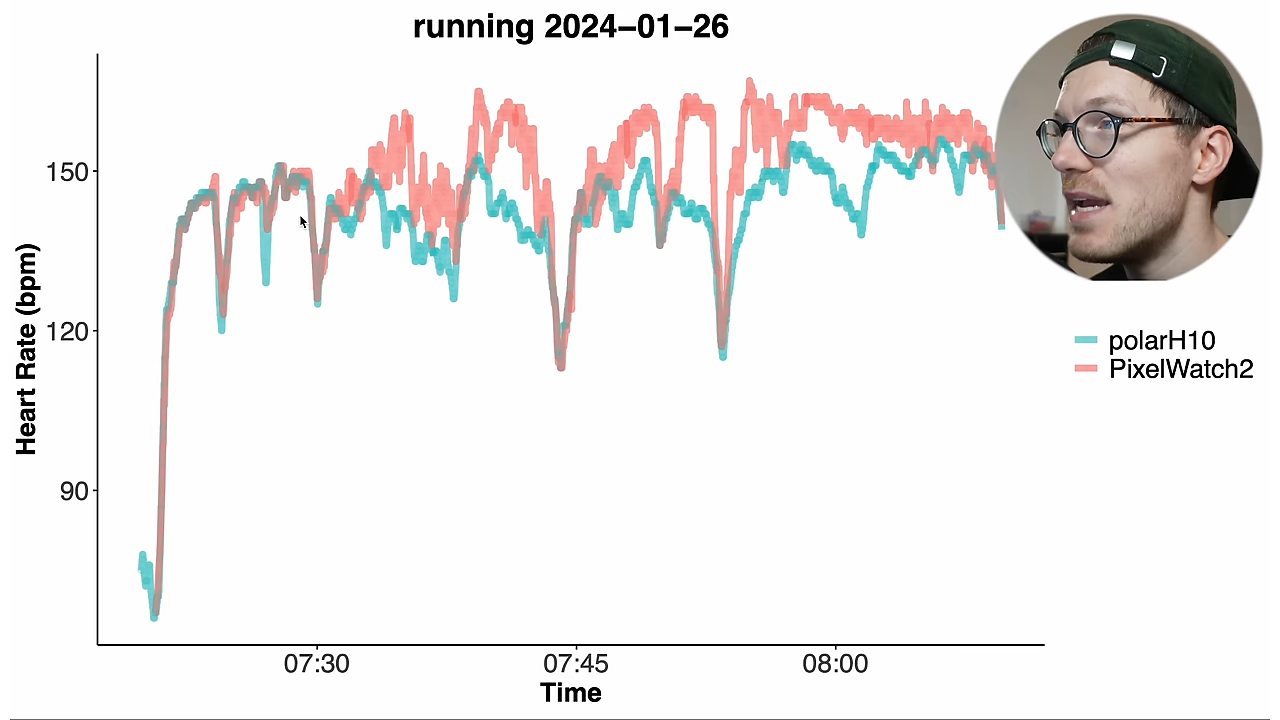 running 2024–01–26
150
120
90
Heart Rate (bpm)
07:30
07:45
08:00
Time
polarH10
PixelWatch2